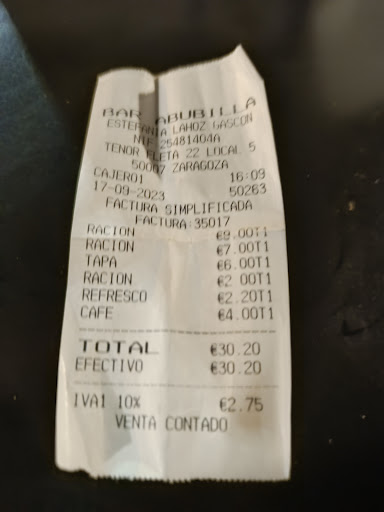 BAR ABUBILLA
ESTEFANIA LAHOZ GASCON
NIF 25481404A
TENOR FLETA 22 LOCAL 5
50007 ZARAGOZA
CAJERO1 16:09
17-09-2023 50263
FACTURA SIMPLIFICADA
FACTURA:35017
RACION €9.00T1
RACION €7.00T1
TAPA €6.00T1
RACION €2 00T1
REFRESCO €2.20T1
CAFE €4.00T1
TOTAL €30.20
EFECTIVO €30.20
IVA1 10% €2.75
VENTA CONTADO